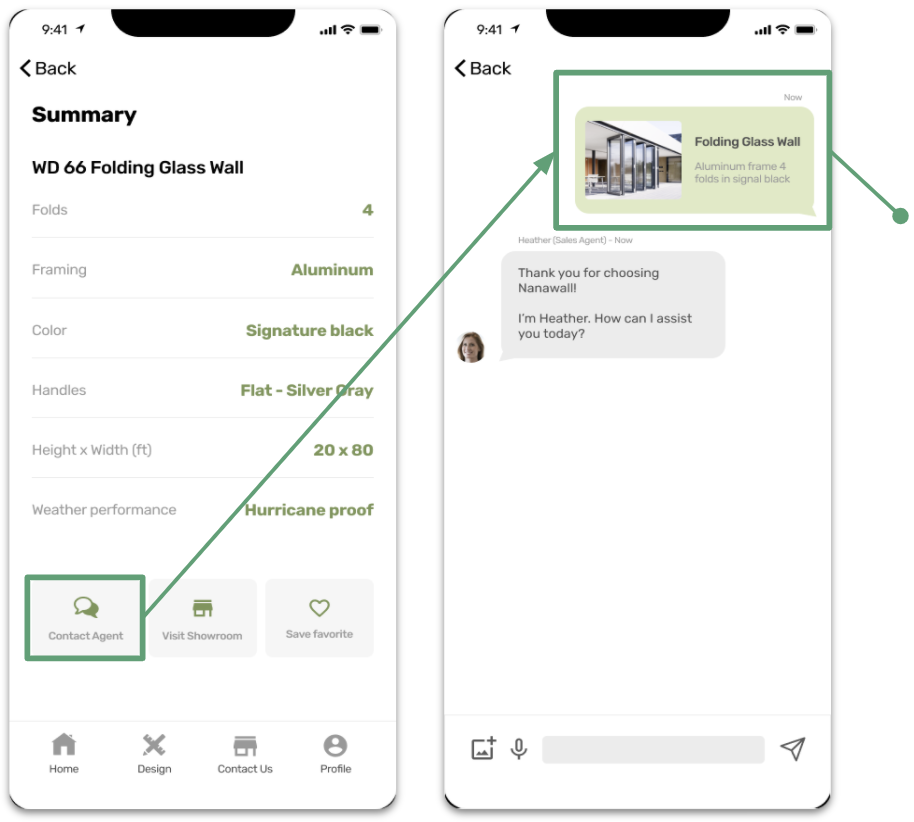 9:41
Back
Summary
WD 66 Folding Glass Wall
Folds 4
Framing Aluminum
Color Signature black
Handles Flat - Silver Gray
Height x Width (ft) 20 x 80
Weather performance Hurricane proof
Contact Agent Visit Showroom Save favorite
Home Design Contact Us Profile
9:41
Back
Now
Folding Glass Wall
Aluminum frame 4
folds in signal black
Heather (Sales Agent) - Now
Thank you for choosing
Nanawall!
I'm Heather. How can I assist
you today?